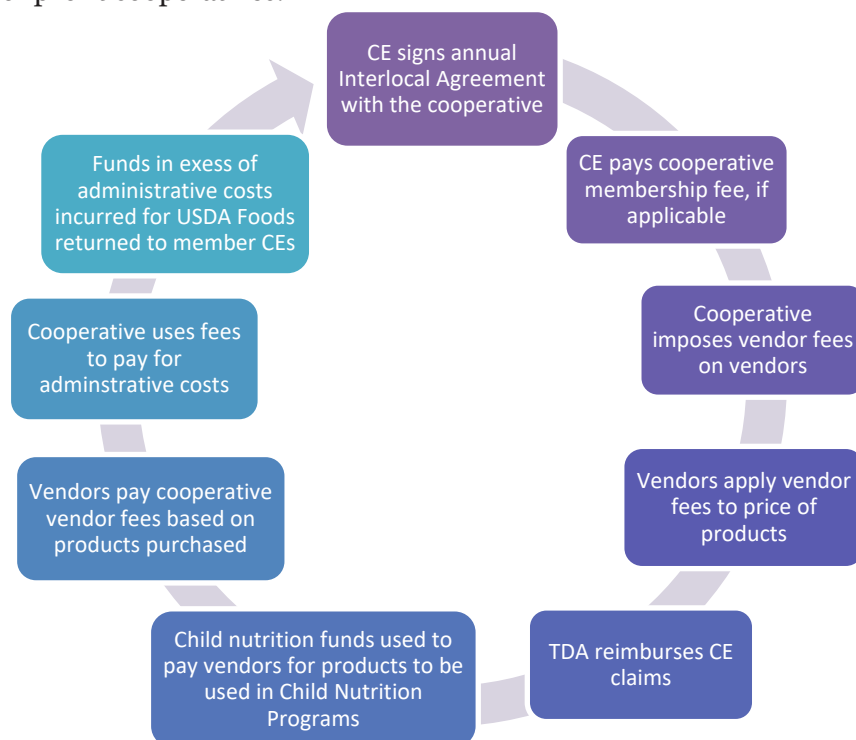 CE signs annual
Interlocal Agreement
with the cooperative
CE pays cooperative
membership fee, if
applicable
Cooperative
imposes vendor fees
on vendors
Vendors apply vendor
fees to price of
products
TDA reimburses CE
claims
Child nutrition funds used to
pay vendors for products to be
used in Child Nutrition
Programs
Vendors pay cooperative
vendor fees based on
products purchased
Cooperative uses fees
to pay for
adminstrative costs
Funds in exess of
administrative costs
incurred for USDA Foods
returned to member CEs